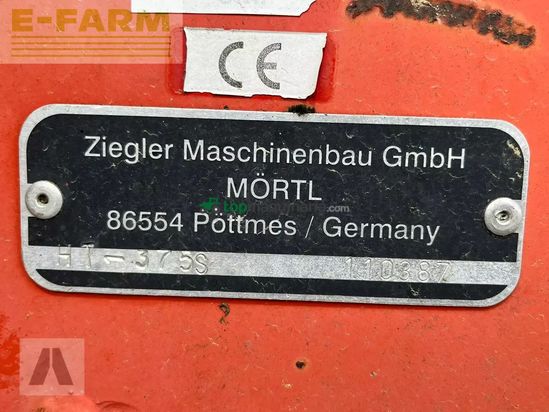 E-FARM
CE
Ziegler Maschinenbau GmbH
MÖRTL
86554 Pöttmes / Germany
HT-375S 110387